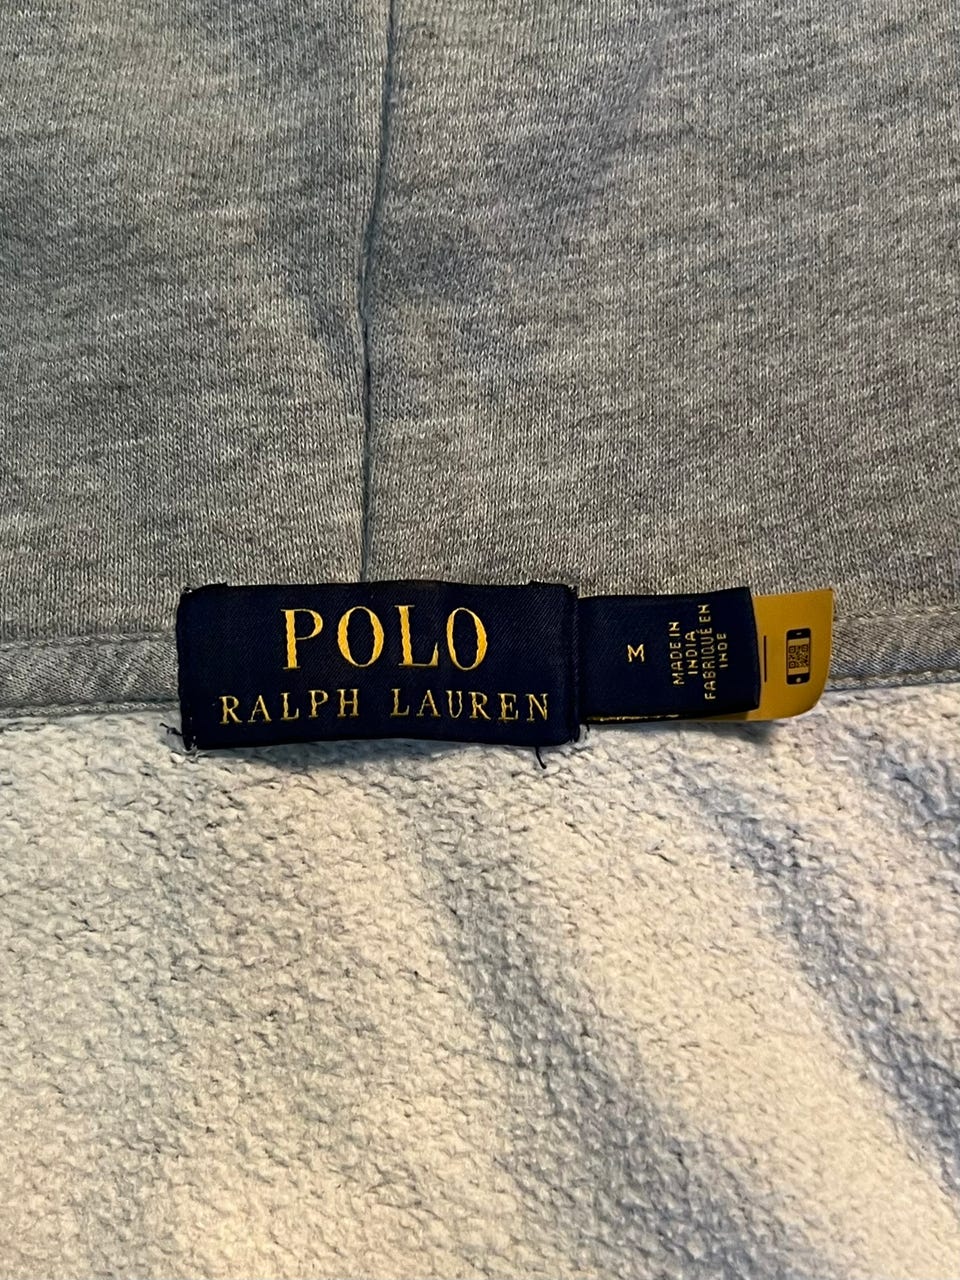 POLO
RALPH LAUREN
M
MADE IN
INDIA
FABRIQUÉ EN
INDE